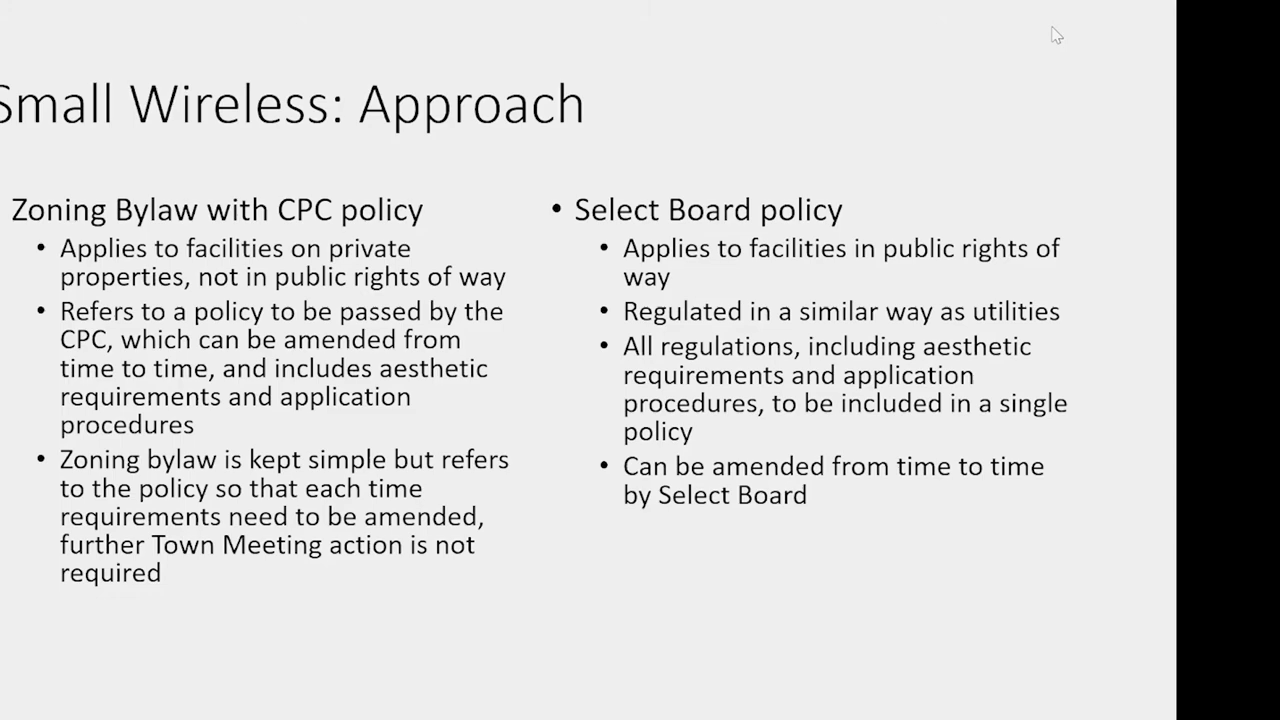 Small Wireless: Approach
Zoning Bylaw with CPC policy
• Applies to facilities on private
properties, not in public rights of way
• Refers to a policy to be passed by the
CPC, which can be amended from
time to time, and includes aesthetic
requirements and application
procedures
• Zoning bylaw is kept simple but refers
to the policy so that each time
requirements need to be amended,
further Town Meeting action is not
required
• Select Board policy
• Applies to facilities in public rights of
way
• Regulated in a similar way as utilities
• All regulations, including aesthetic
requirements and application
procedures, to be included in a single
policy
• Can be amended from time to time
by Select Board